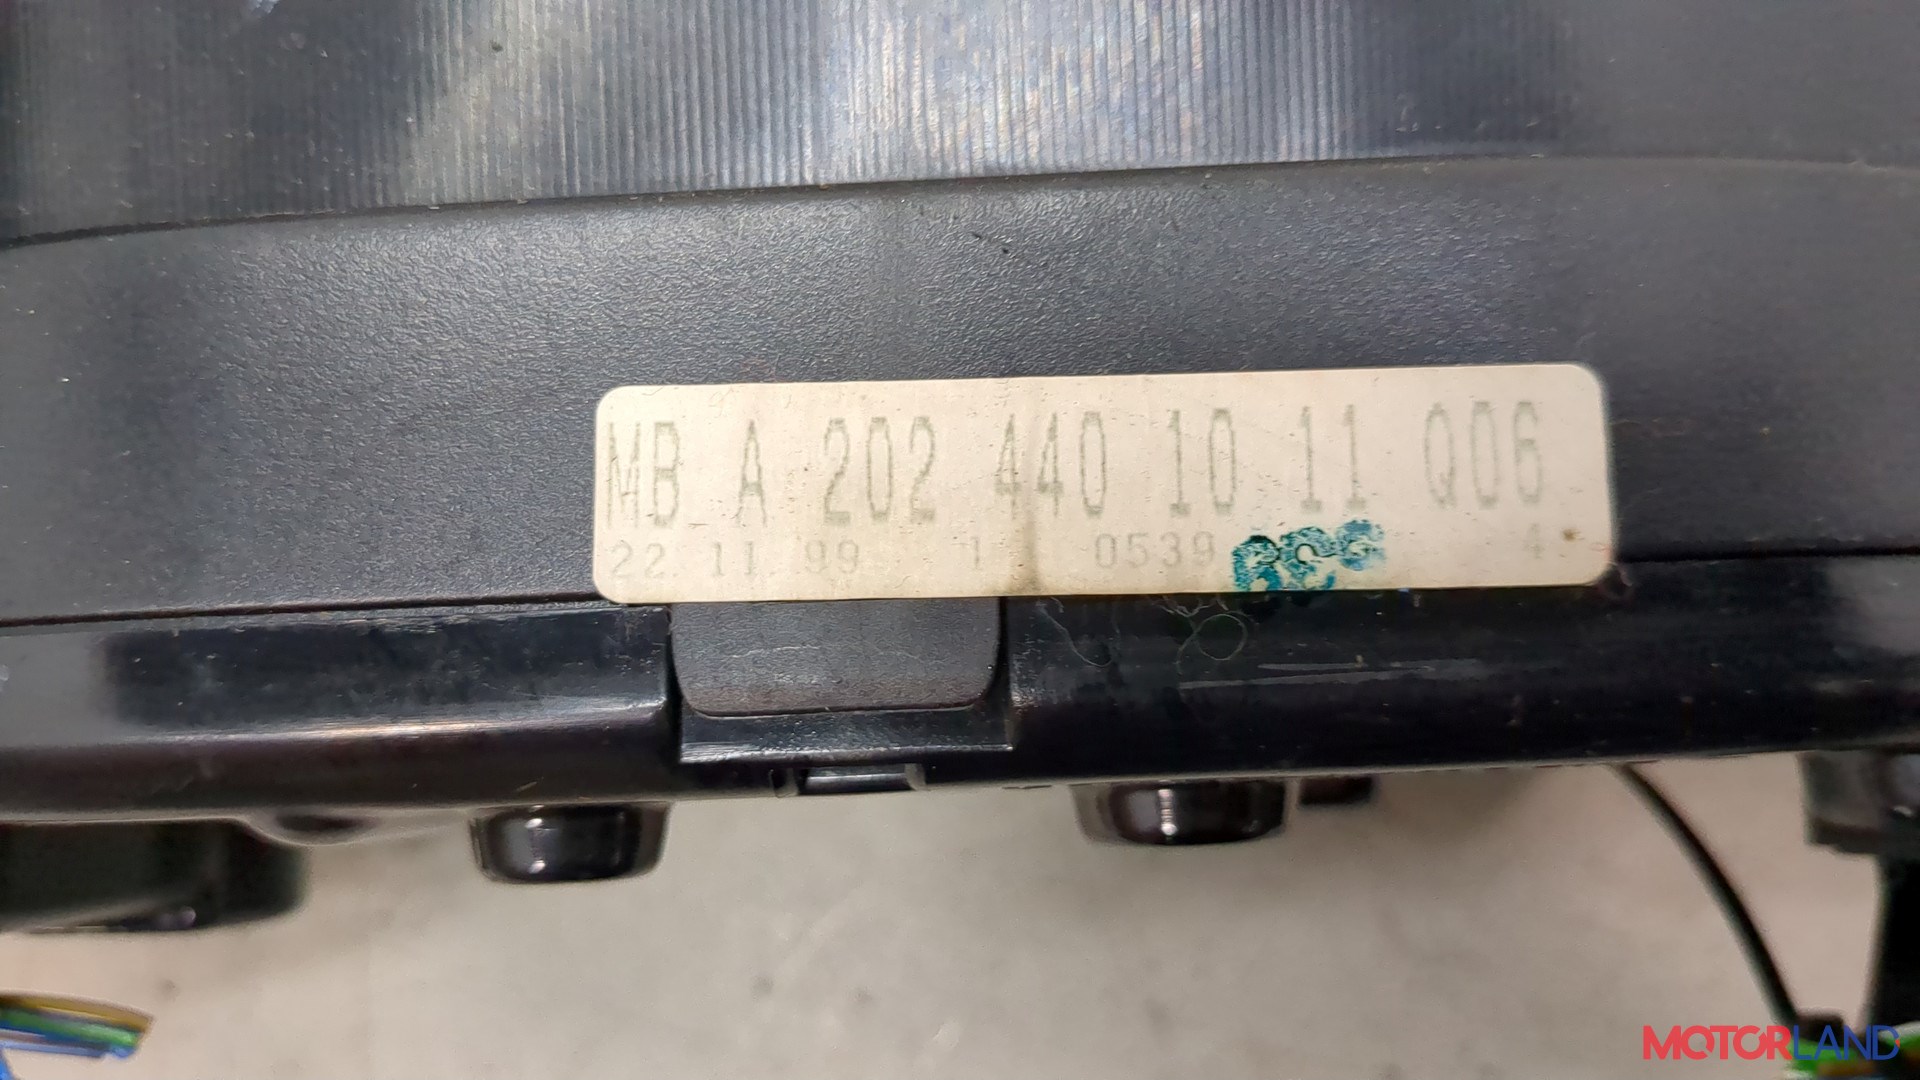 MB A 202 440 10 11 Q06
22.11.99 1 0539 4
MOTORLAND